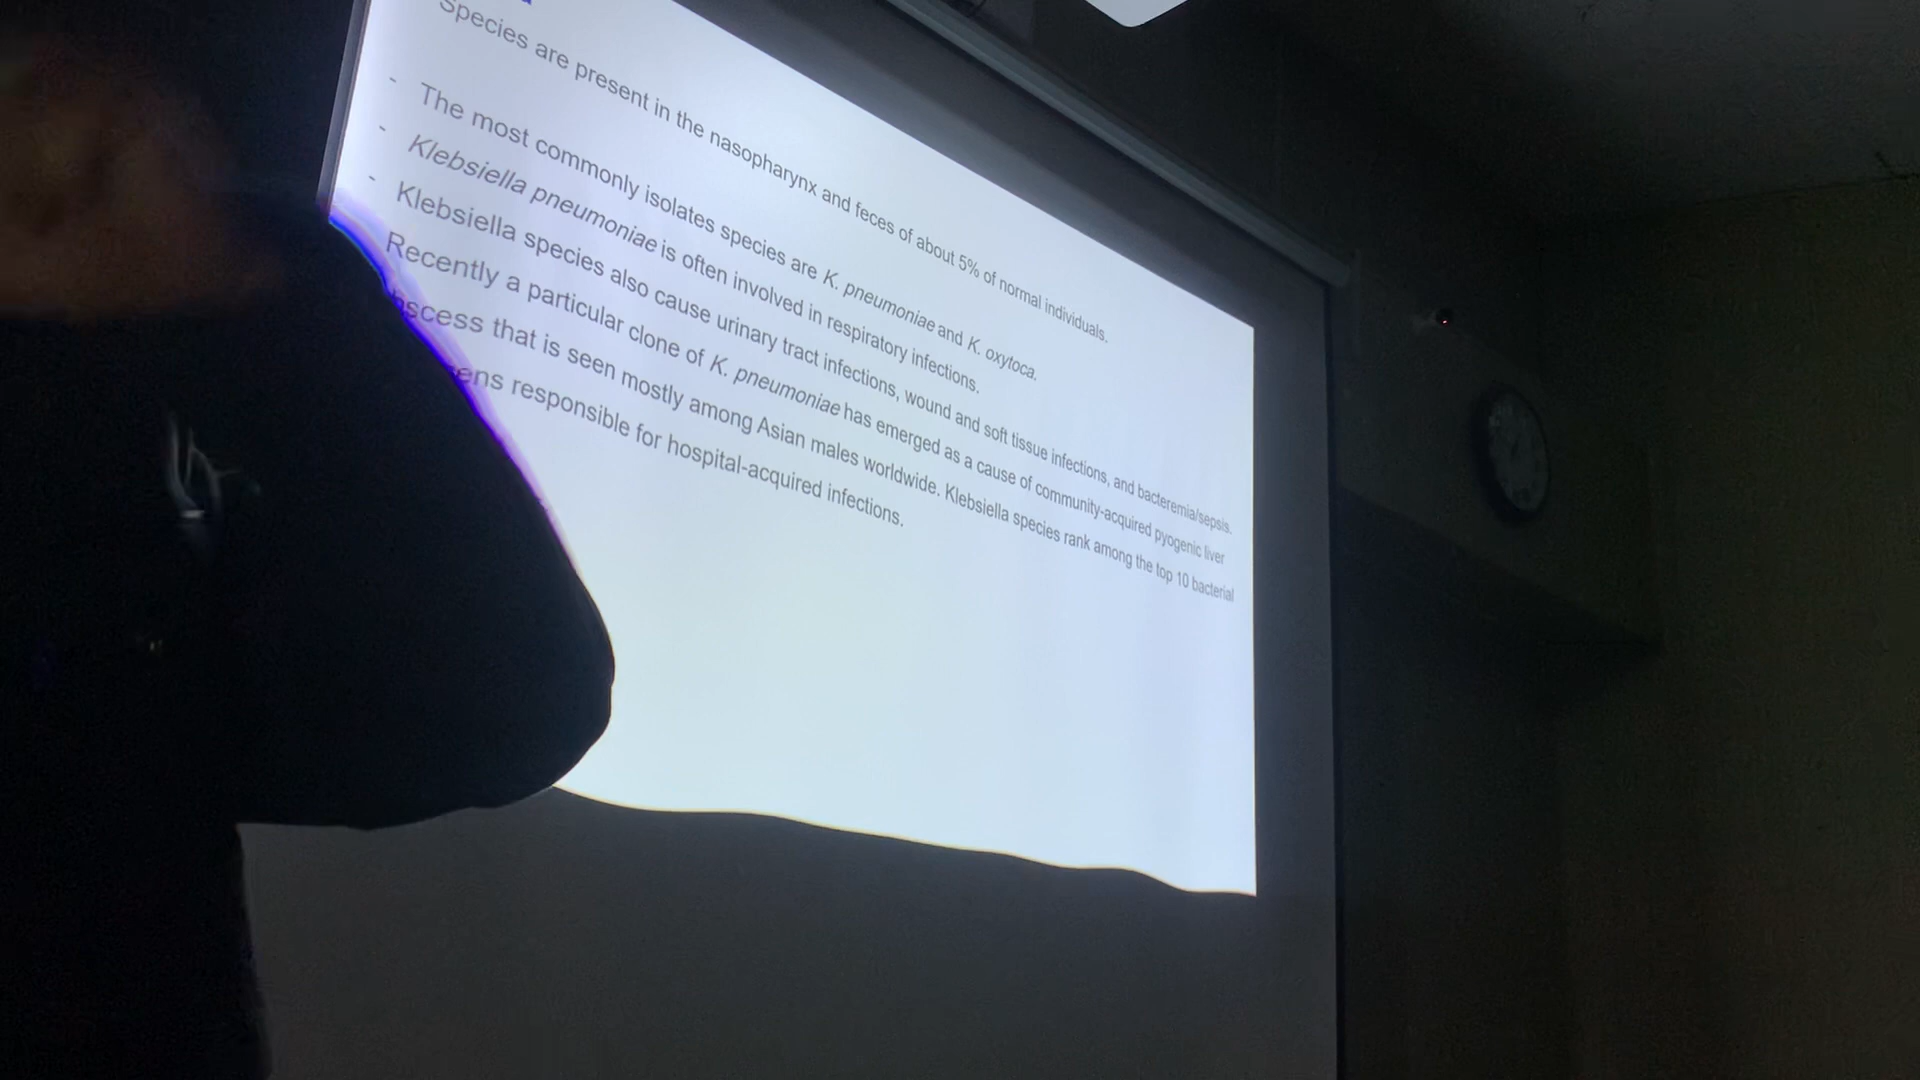 Species are present in the nasopharynx and feces of about 5% of normal individuals.
- The most commonly isolates species are K. pneumoniae and K. oxytoca.
- Klebsiella pneumoniae is often involved in respiratory infections.
- Klebsiella species also cause urinary tract infections, wound and soft tissue infections, and bacteremia/sepsis.
Recently a particular clone of K. pneumoniae has emerged as a cause of community-acquired pyogenic liver
that is seen mostly among Asian males worldwide. Klebsiella species rank among the top 10 bacterial
responsible for hospital-acquired infections.